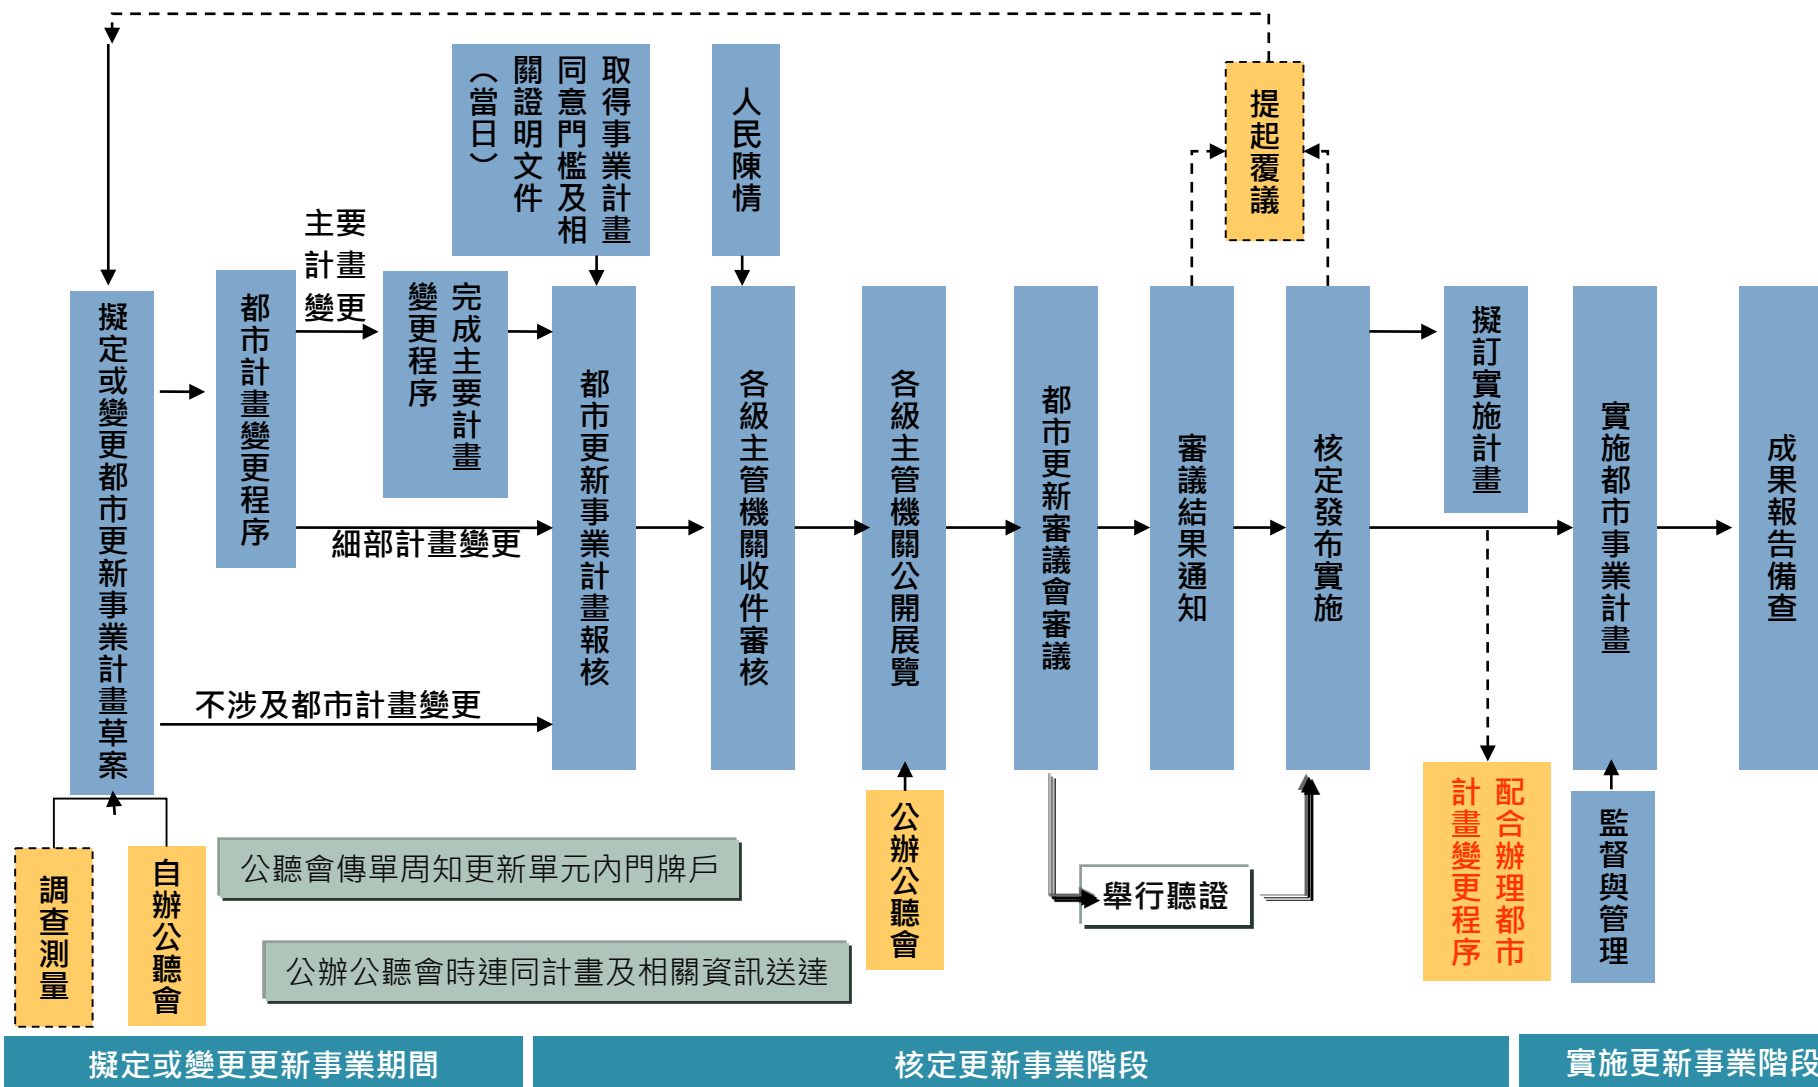 取得事業計畫
同意門檻及相
關證明文件
（當日）
人民陳情
提起覆議
主要
計畫
變更
擬定或變更都市更新事業計畫草案
都市計畫變更程序
完成主要計畫
變更程序
細部計畫變更
不涉及都市計畫變更
都市更新事業計畫報核
各級主管機關收件審核
各級主管機關公開展覽
都市更新審議會審議
審議結果通知
核定發布實施
擬訂實施計畫
實施都市事業計畫
成果報告備查
調查測量
自辦公聽會
公聽會傳單周知更新單元內門牌戶
公辦公聽會時連同計畫及相關資訊送達
公辦公聽會
舉行聽證
配合辦理都市
計畫變更程序
監督與管理
擬定或變更更新事業期間
核定更新事業階段
實施更新事業階段